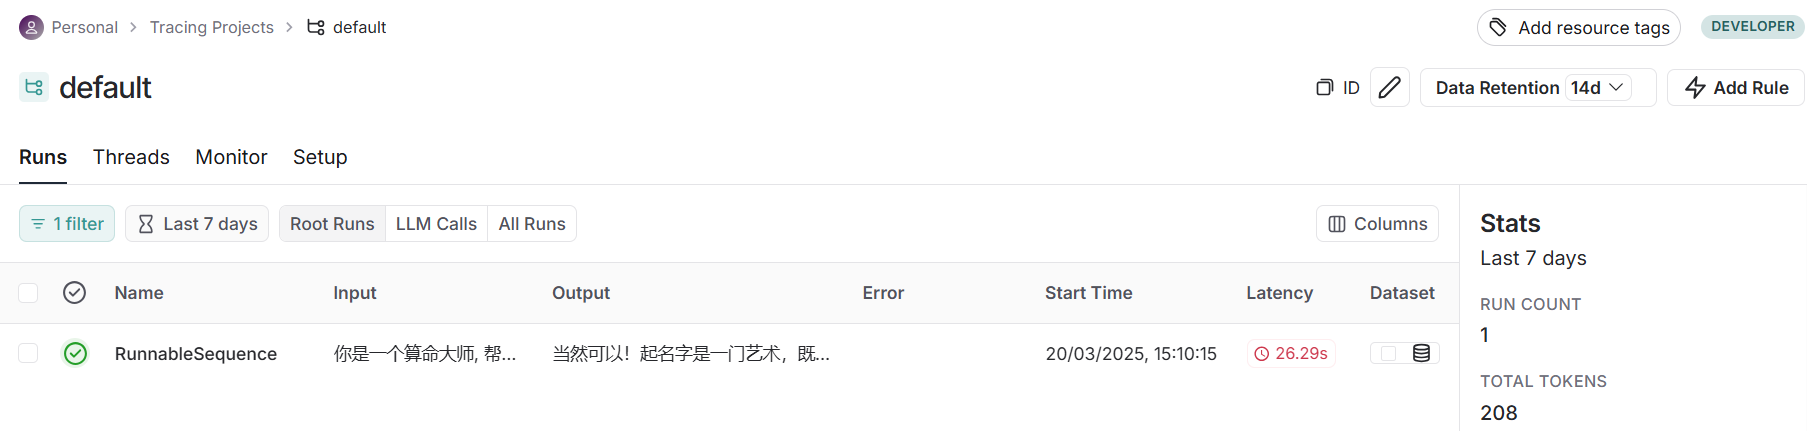 Personal > Tracing Projects > default
Add resource tags
DEVELOPER
default
ID
Data Retention 14d
Add Rule
Runs Threads Monitor Setup
1 filter Last 7 days Root Runs LLM Calls All Runs Columns
Name Input Output Error Start Time Latency Dataset
RunnableSequence 你是一个算命大师, 帮... 当然可以！起名字是一门艺术，既... 20/03/2025, 15:10:15 26.29s
Stats
Last 7 days
RUN COUNT
1
TOTAL TOKENS
208